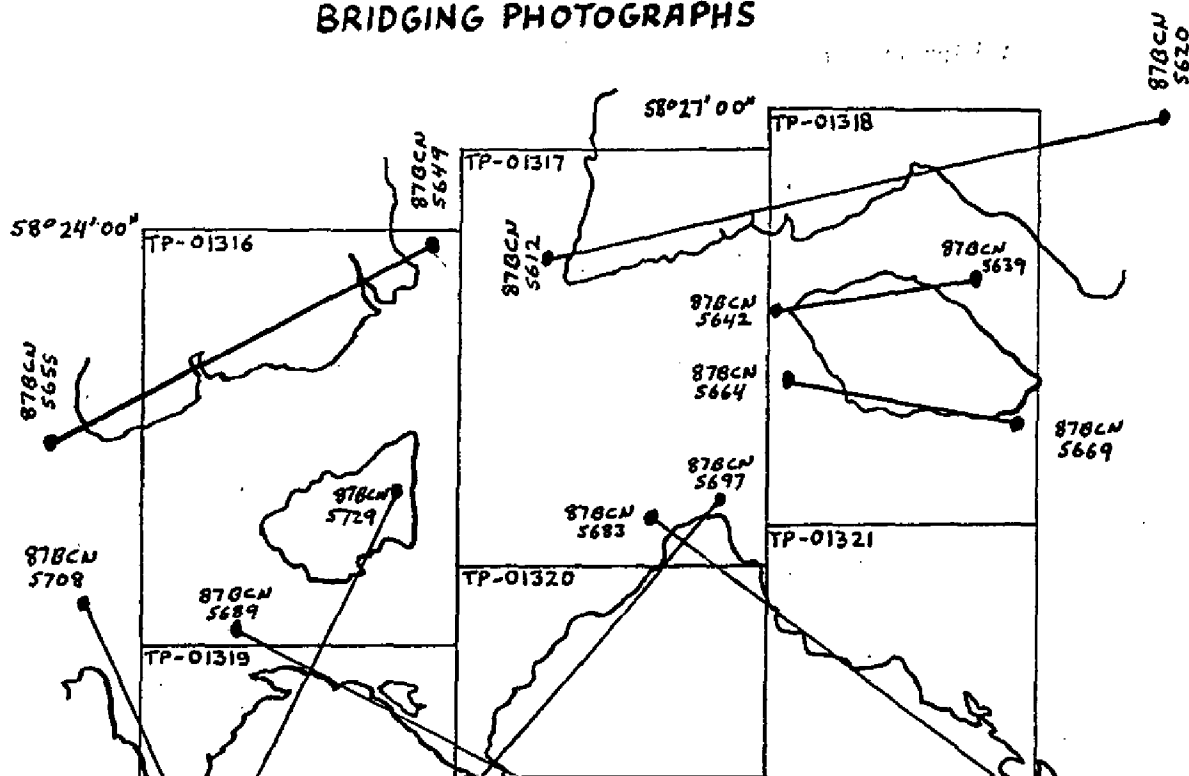 BRIDGING PHOTOGRAPHS
87BCN
5620
58°27'00"
TP-01318
87BCN
5649
TP-01317
58°24'00"
TP-01316
87BCN
5612
87BCN
5639
87BCN
5642
87BCN
5655
87BCN
5664
87BCN
5669
87BCN
5697
87BCN
5729
87BCN
5683
TP-01321
87BCN
5708
TP-01320
87BCN
5689
TP-01319